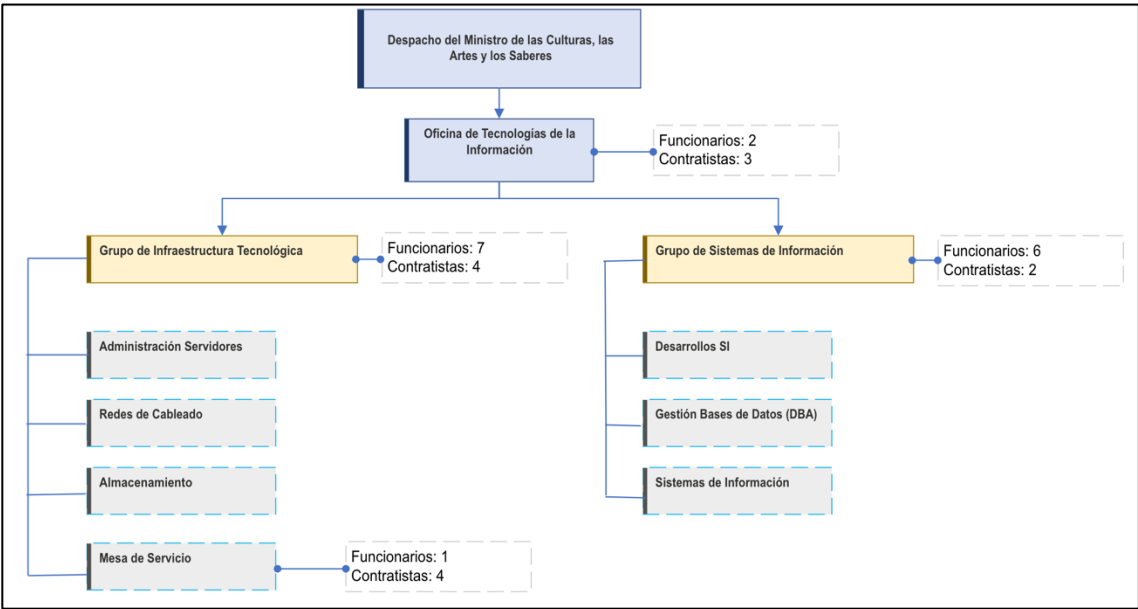 Despacho del Ministro de las Culturas, las
Artes y los Saberes
Oficina de Tecnologías de la
Información
Funcionarios: 2
Contratistas: 3
Grupo de Infraestructura Tecnológica
Funcionarios: 7
Contratistas: 4
Grupo de Sistemas de Información
Funcionarios: 6
Contratistas: 2
Administración Servidores
Desarrollos SI
Redes de Cableado
Gestión Bases de Datos (DBA)
Almacenamiento
Sistemas de Información
Mesa de Servicio
Funcionarios: 1
Contratistas: 4